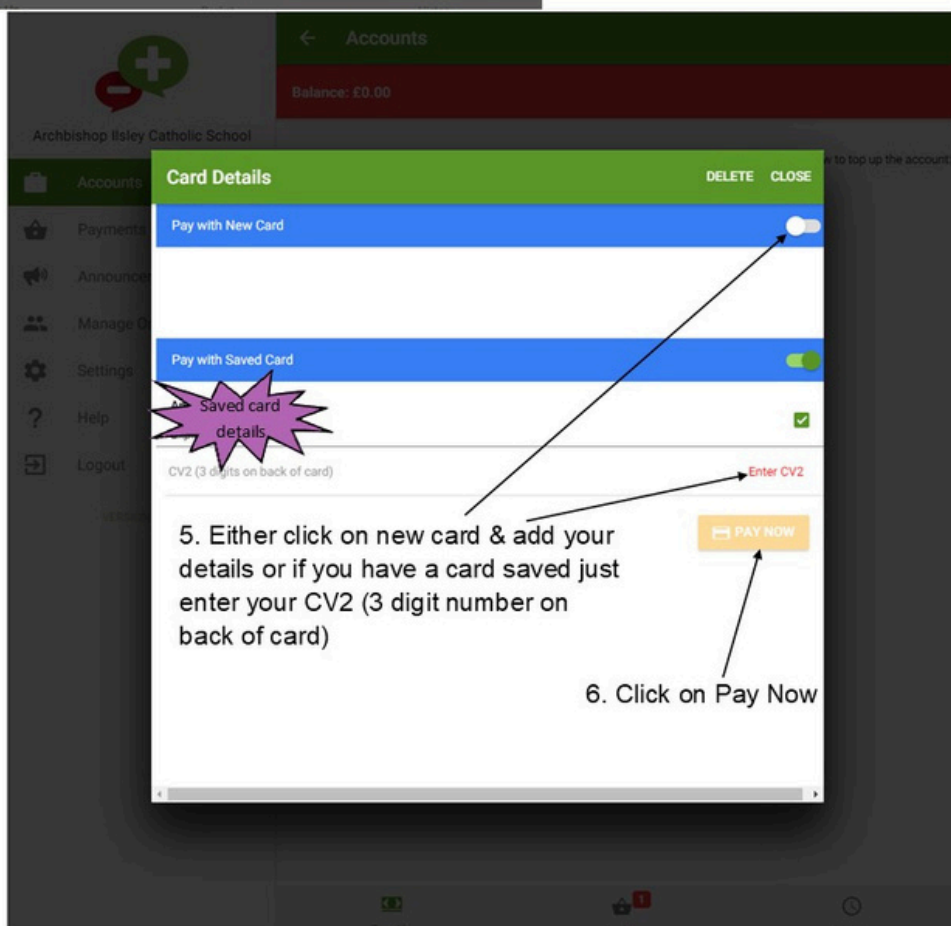 ← Accounts
Balance: £0.00
Archbishop Ilsley Catholic School
w to top up the account
Accounts
Payments
Announce
Manage O
Settings
Help
Logout
VERSION
Card Details DELETE CLOSE
Pay with New Card
Pay with Saved Card
Saved card
details
CV2 (3 digits on back of card) Enter CV2
PAY NOW
5. Either click on new card & add your
details or if you have a card saved just
enter your CV2 (3 digit number on
back of card)
6. Click on Pay Now
1